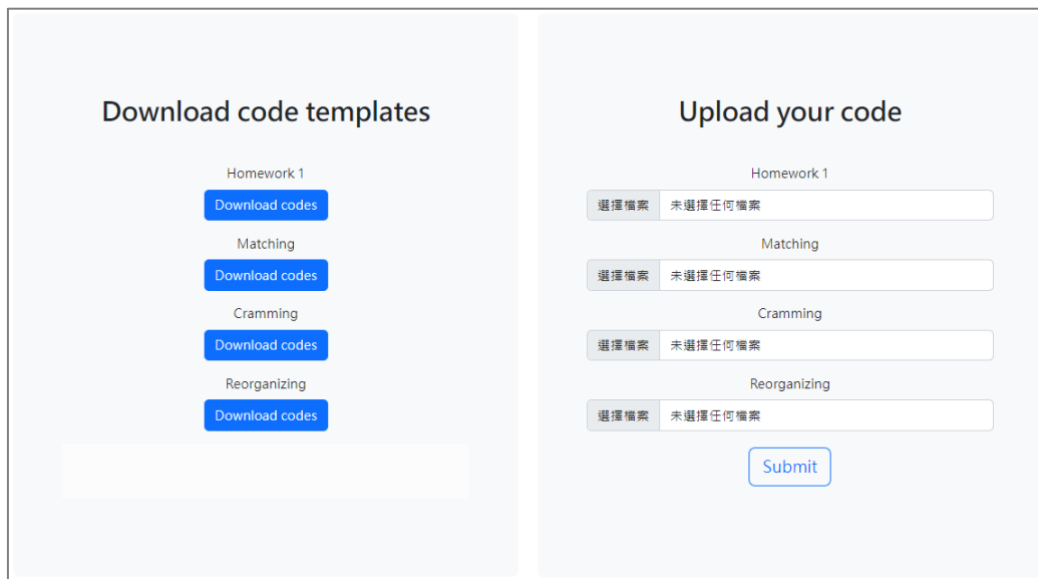 Download code templates
Homework 1
Download codes
Matching
Download codes
Cramming
Download codes
Reorganizing
Download codes
Upload your code
Homework 1
選擇檔案 未選擇任何檔案
Matching
選擇檔案 未選擇任何檔案
Cramming
選擇檔案 未選擇任何檔案
Reorganizing
選擇檔案 未選擇任何檔案
Submit